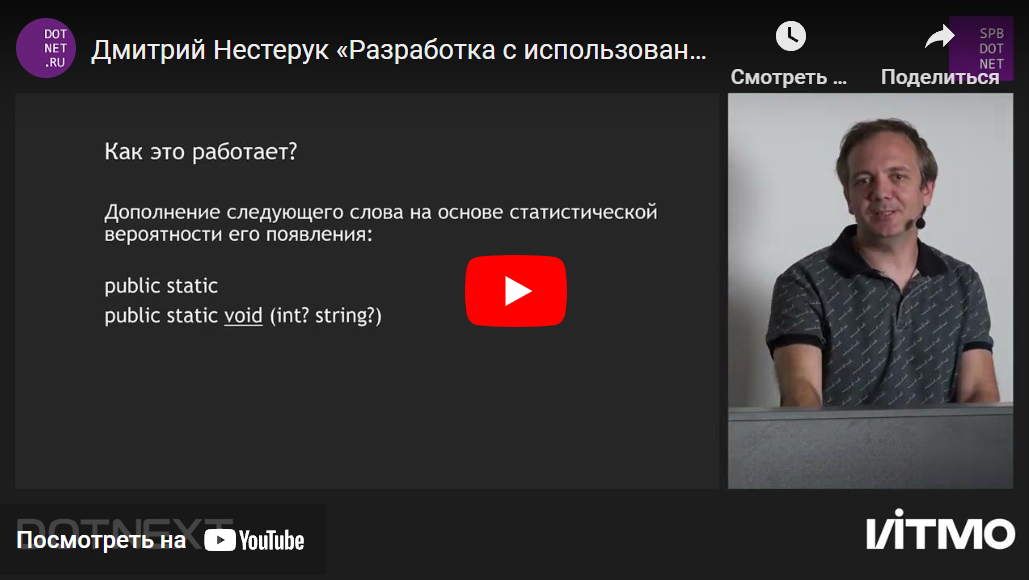 DOT
NET
.RU
Дмитрий Нестерук «Разработка с использован...
SPB
DOT
NET
Смотреть ...
Поделиться
Как это работает?
Дополнение следующего слова на основе статистической
вероятности его появления:
public static
public static void (int? string?)
DOTNEXT
Посмотреть на YouTube
ИТМО